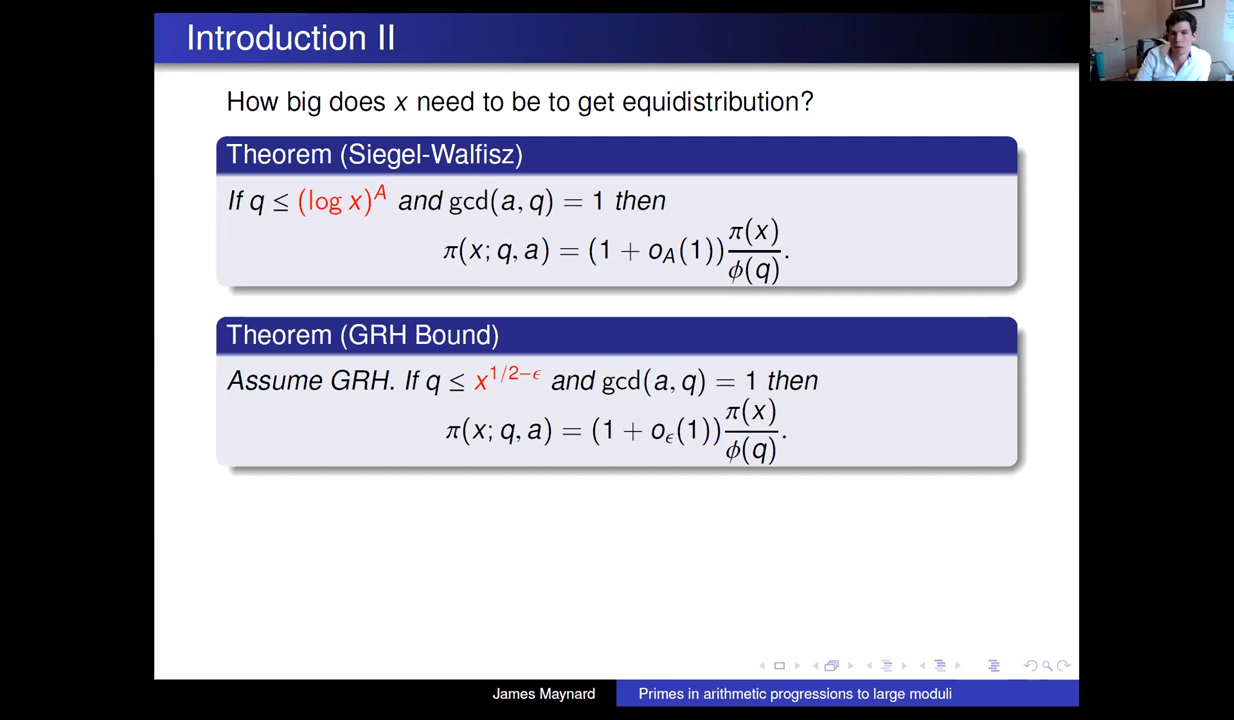 Introduction II
How big does x need to be to get equidistribution?
Theorem (Siegel-Walfisz)
If q ≤ (log x)^A and gcd(a, q) = 1 then
π(x; q, a) = (1 + o_A(1)) π(x)/ϕ(q).
Theorem (GRH Bound)
Assume GRH. If q ≤ x^{1/2−ϵ} and gcd(a, q) = 1 then
π(x; q, a) = (1 + o_ϵ(1)) π(x)/ϕ(q).
James Maynard Primes in arithmetic progressions to large moduli